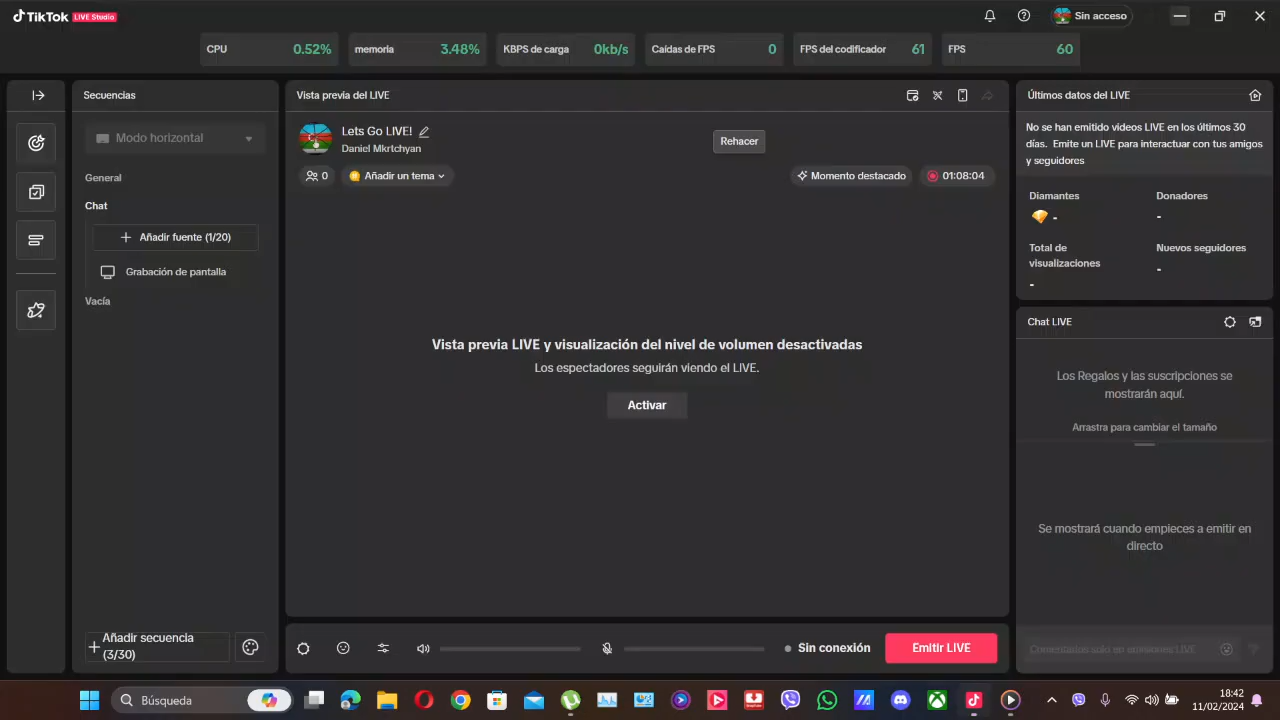 TikTok LIVE Studio
Sin acceso
CPU 0.52%
memoria 3.48%
KBPS de carga 0kb/s
Caídas de FPS 0
FPS del codificador 61
FPS 60
Secuencias
Modo horizontal
General
Chat
Añadir fuente (1/20)
Grabación de pantalla
Vacía
Añadir secuencia
(3/30)
Vista previa del LIVE
Lets Go LIVE!
Daniel Mkrtchyan
Rehacer
0
Añadir un tema
Momento destacado
01:08:04
Vista previa LIVE y visualización del nivel de volumen desactivadas
Los espectadores seguirán viendo el LIVE.
Activar
Sin conexión
Emitir LIVE
Últimos datos del LIVE
No se han emitido videos LIVE en los últimos 30
días. Emite un LIVE para interactuar con tus amigos
y seguidores
Diamantes
-
Donadores
-
Total de
visualizaciones
-
Nuevos seguidores
-
Chat LIVE
Los Regalos y las suscripciones se
mostrarán aquí.
Arrastra para cambiar el tamaño
Se mostrará cuando empieces a emitir en
directo
Comentarios solo en emisiones LIVE
Búsqueda
18:42
11/02/2024